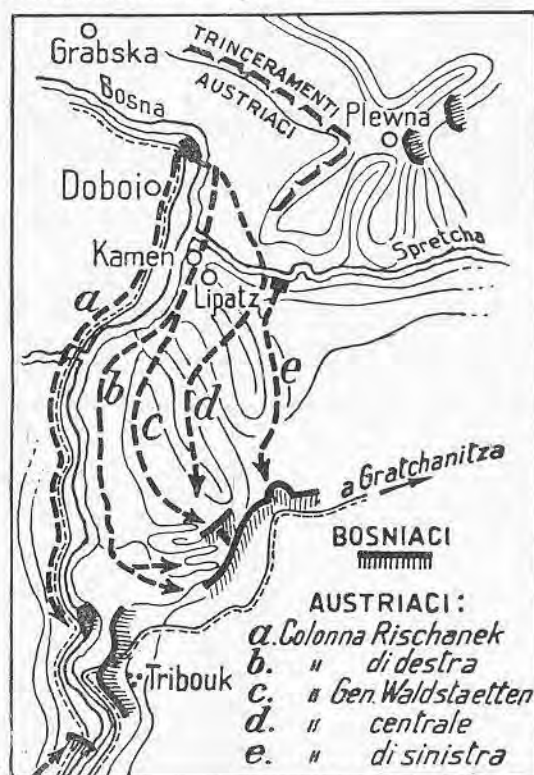 Grabska
Bosna
TRINCERAMENTI
AUSTRIACI
Plewna
Doboi
Kamen
Lipatz
Spretcha
a
b
c
d
e
a Gratchanitza
BOSNIACI
AUSTRIACI:
a. Colonna Rischanek
b. " di destra
c. " Gen. Waldstaetten
d. " centrale
e. " di sinistra
Tribouk